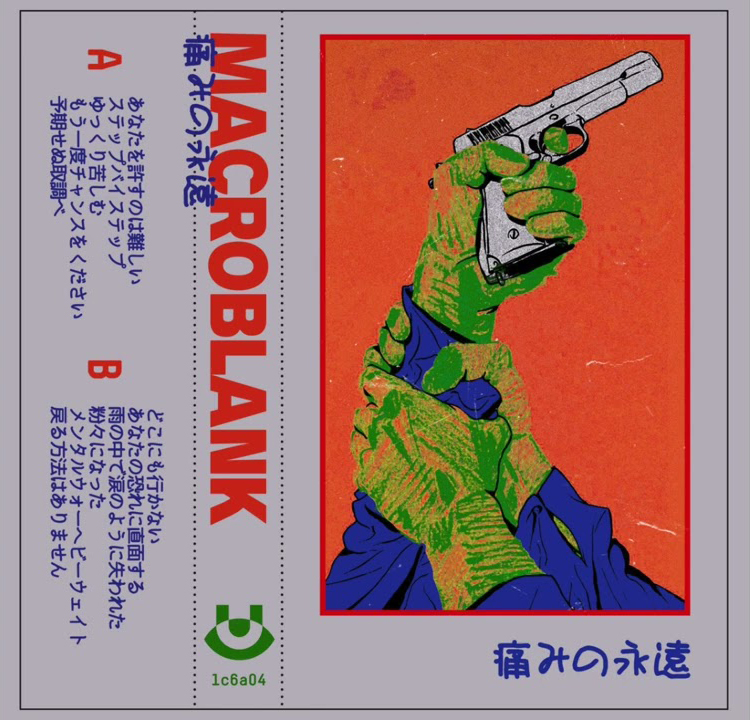 A
あなたを許すのは難しい
ステップバイステップ
ゆっくり苦しむ
もう一度チャンスをください
予期せぬ取調べ
B
どこにも行かない
あなたの恐れに直面する
雨の中で涙のように失われた
粉々になった
メンタルウォーヘビーウェイト
戻る方法はありません
MACROBLANK
痛みの永遠
1c6a04
痛みの永遠